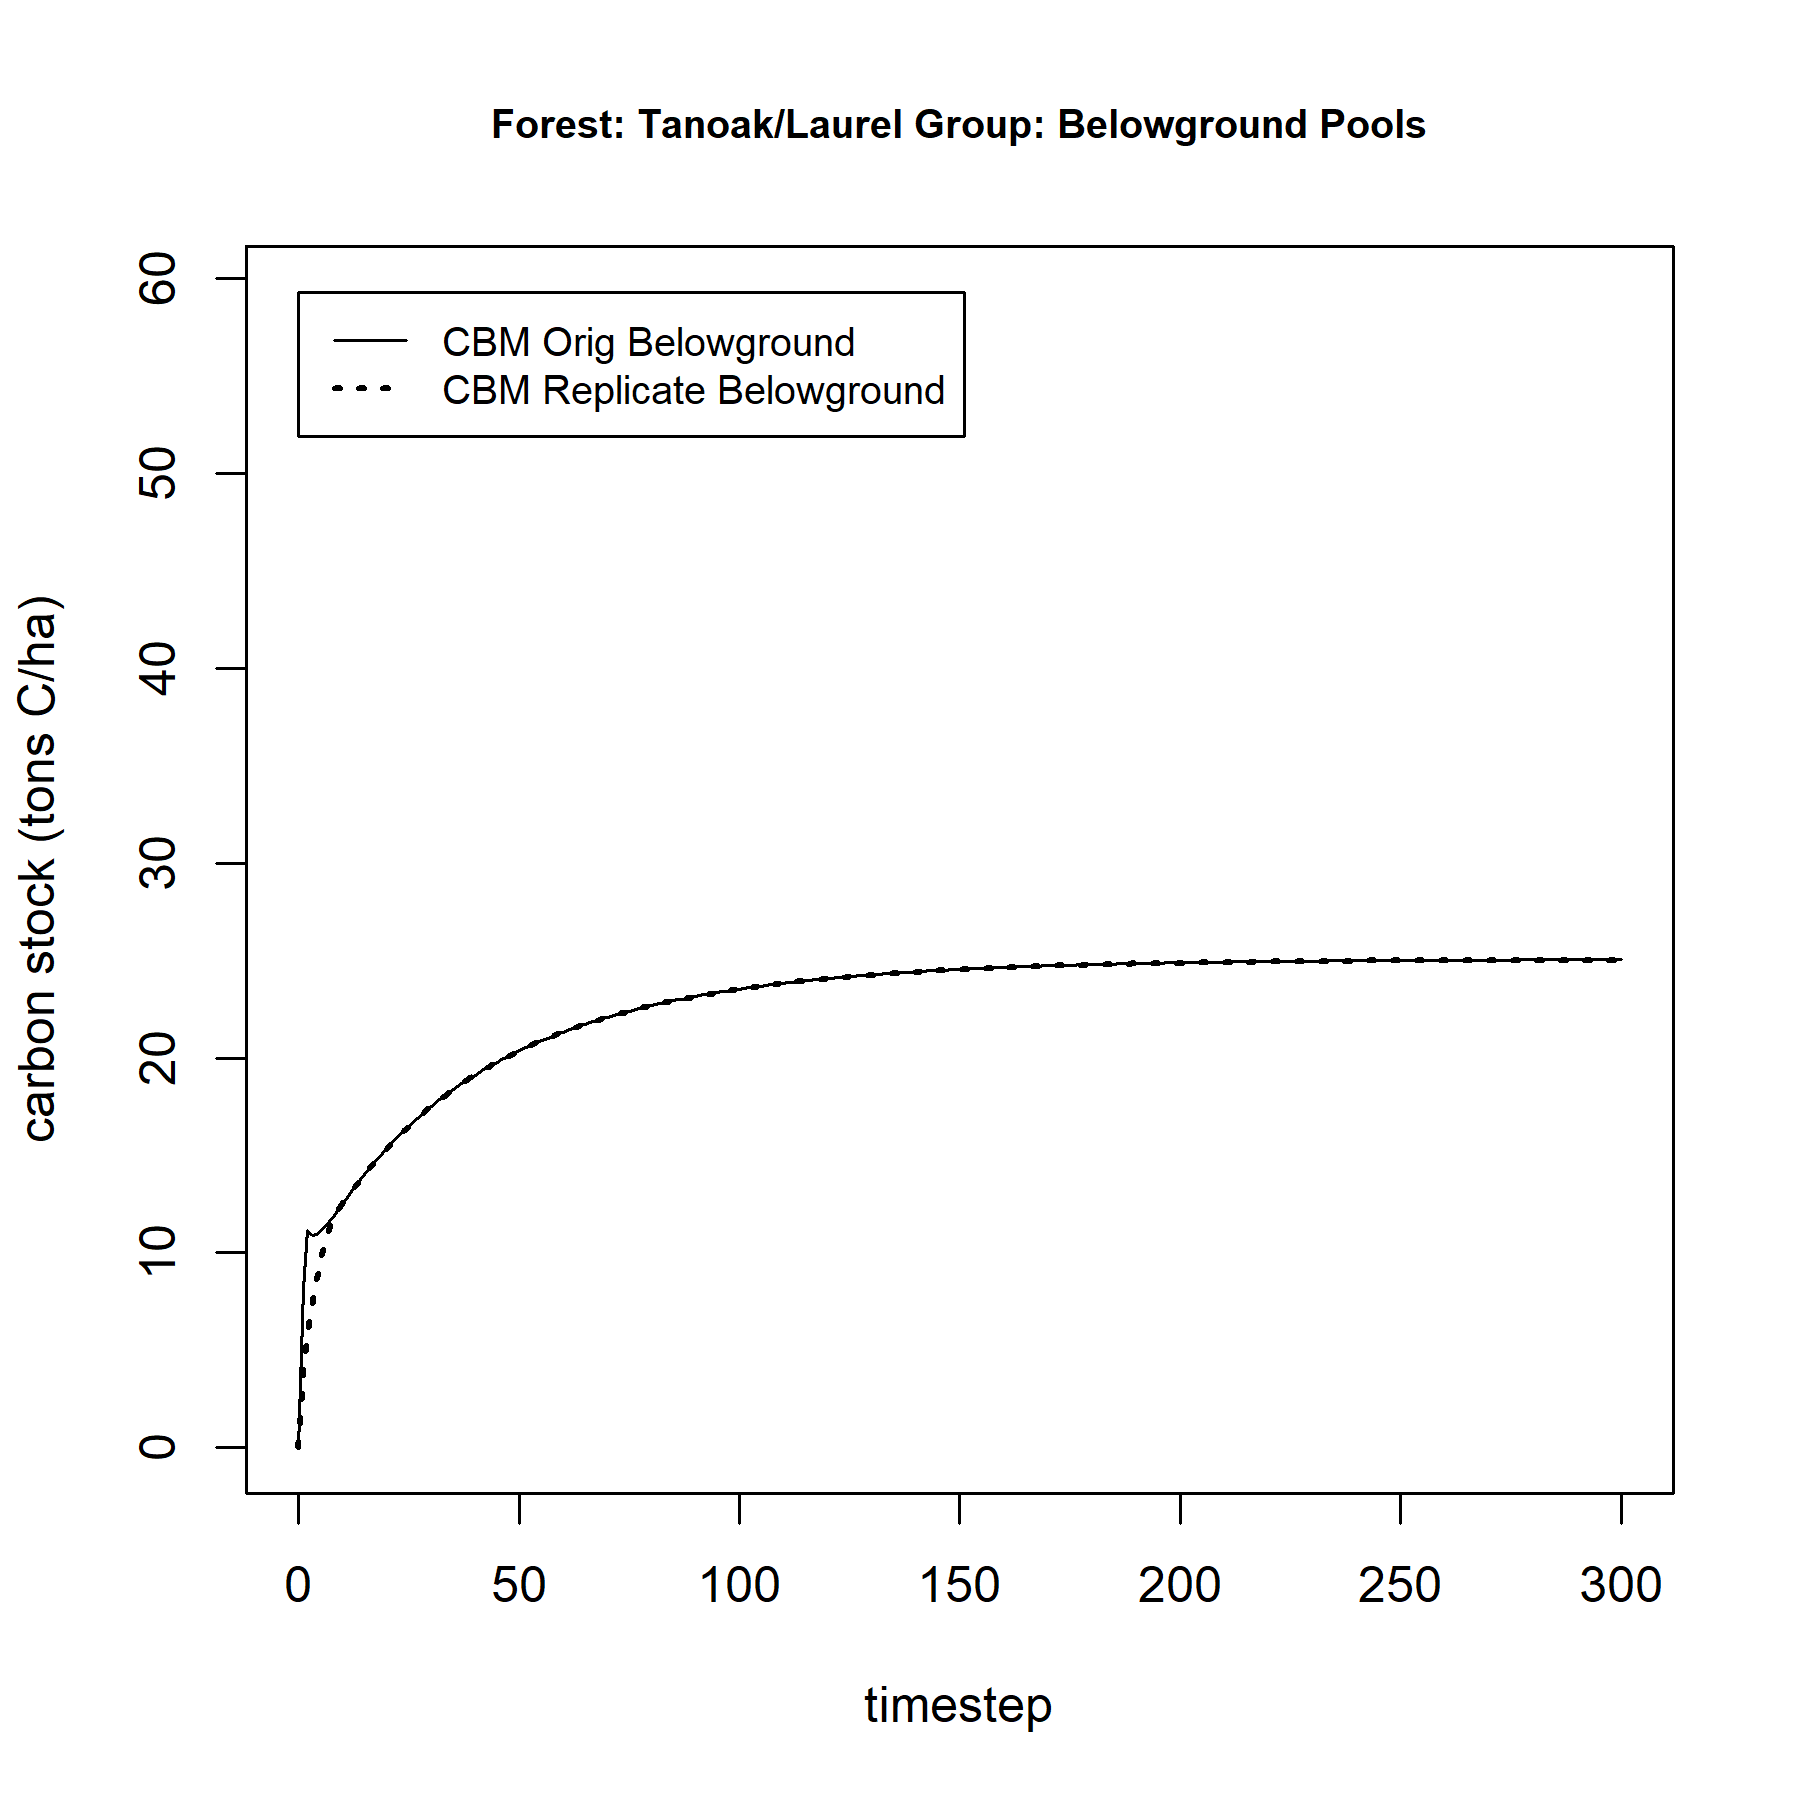 Forest: Tanoak/Laurel Group: Belowground Pools
CBM Orig Belowground
CBM Replicate Belowground
carbon stock (tons C/ha)
60
50
40
30
20
10
0
0 50 100 150 200 250 300
timestep